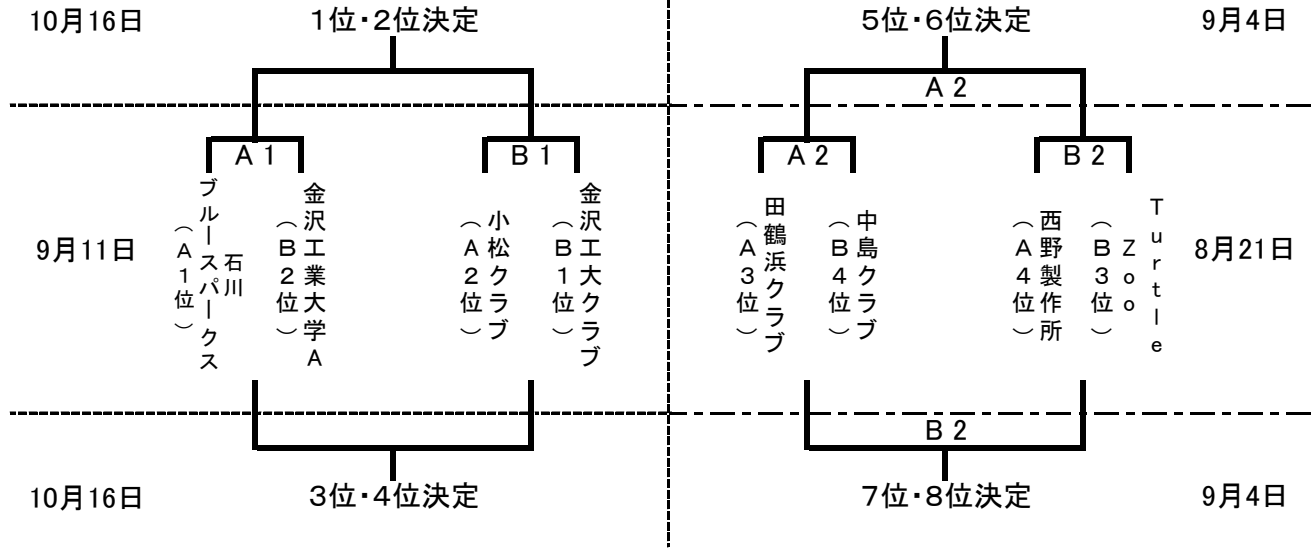 10月16日
1位・2位決定
5位・6位決定
9月4日
A2
A1
B1
A2
B2
9月11日
石川
ブルースパークス
（A1位）
金沢工業大学A
（B2位）
小松クラブ
（A2位）
金沢工大クラブ
（B1位）
田鶴浜クラブ
（A3位）
中島クラブ
（B4位）
西野製作所
（A4位）
Turtle
Zoo
（B3位）
8月21日
B2
10月16日
3位・4位決定
7位・8位決定
9月4日